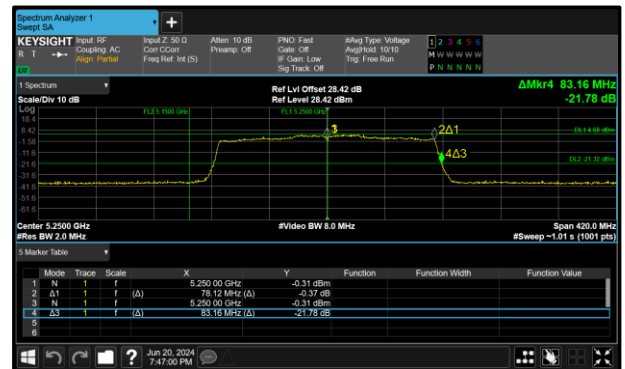 Spectrum Analyzer 1
Swept SA
+
KEYSIGHT Input: RF Input Z: 50 Ω Atten: 10 dB PNO: Fast #Avg Type: Voltage 1 2 3 4 5 6
R T Coupling: AC Corr CCorr Preamp: Off Gate: Off Avg|Hold: 10/10 M W W W W W
Align: Partial Freq Ref: Int (S) IF Gain: Low Trig: Free Run
Sig Track: Off P N N N N N
1 Spectrum ΔMkr4 83.16 MHz
Ref Lvl Offset 28.42 dB
Scale/Div 10 dB Ref Level 28.42 dBm -21.78 dB
Log
18.4
8.42
-1.58
-11.6
-21.6
-31.6
-41.6
-51.6
-61.6
FL2 5.1500 GHz FL1 5.2500 GHz
3 2Δ1 DL1 4.68 dBm
4Δ3 DL2 -21.32 dBm
Center 5.2500 GHz #Video BW 8.0 MHz Span 420.0 MHz
#Res BW 2.0 MHz #Sweep ~1.01 s (1001 pts)
5 Marker Table
Mode Trace Scale X Y Function Function Width Function Value
1 N 1 f 5.250 00 GHz -0.31 dBm
2 Δ1 1 f (Δ) 78.12 MHz (Δ) -0.37 dB
3 N 1 f 5.250 00 GHz -0.31 dBm
4 Δ3 1 f (Δ) 83.16 MHz (Δ) -21.78 dB
5
6
? Jun 20, 2024
7:47:00 PM